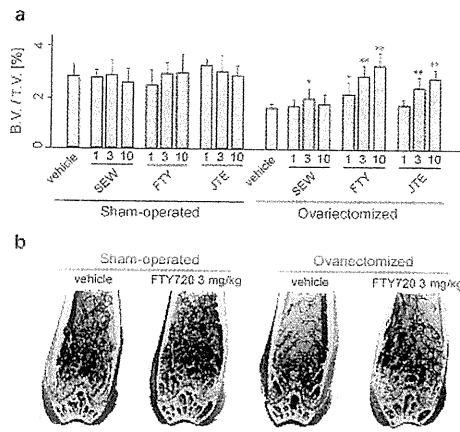 a
B.V. / T.V. [%]
4
2
0
* * ** ** ** **
vehicle 1 3 10 1 3 10 1 3 10 vehicle 1 3 10 1 3 10 1 3 10
SEW FTY JTE SEW FTY JTE
Sham-operated Ovariectomized
b
Sham-operated Ovariectomized
vehicle FTY720 3 mg/kg vehicle FTY720 3 mg/kg